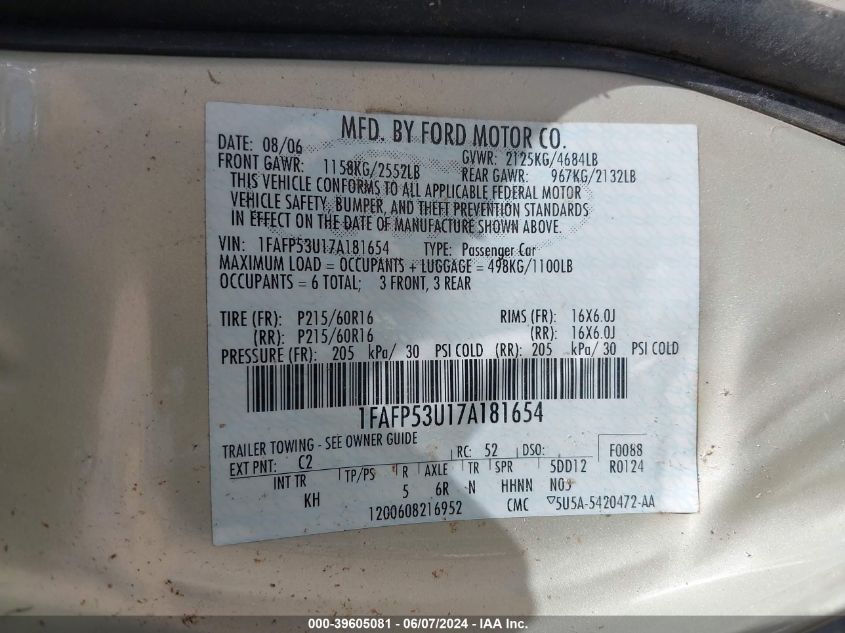 MFD. BY FORD MOTOR CO.
DATE: 08/06 GVWR: 2125KG/4684LB
FRONT GAWR: 1158KG/2552LB REAR GAWR: 967KG/2132LB
THIS VEHICLE CONFORMS TO ALL APPLICABLE FEDERAL MOTOR
VEHICLE SAFETY, BUMPER, AND THEFT PREVENTION STANDARDS
IN EFFECT ON THE DATE OF MANUFACTURE SHOWN ABOVE.
VIN: 1FAFP53U17A181654 TYPE: Passenger Car
MAXIMUM LOAD = OCCUPANTS + LUGGAGE = 498KG/1100LB
OCCUPANTS = 6 TOTAL; 3 FRONT, 3 REAR
TIRE (FR): P215/60R16 RIMS (FR): 16X6.0J
(RR): P215/60R16 (RR): 16X6.0J
PRESSURE (FR): 205 kPa/ 30 PSI COLD (RR): 205 kPa/ 30 PSI COLD
1FAFP53U17A181654
TRAILER TOWING - SEE OWNER GUIDE
EXT PNT: C2 RC: 52 DSO: F0088
INT TR TP/PS R AXLE TR SPR 5DD12 R0124
KH 5 6R N HHNN
1200608216952 CMC ▽5U5A-5420472-AA
000-39605081 - 06/07/2024 - IAA Inc.